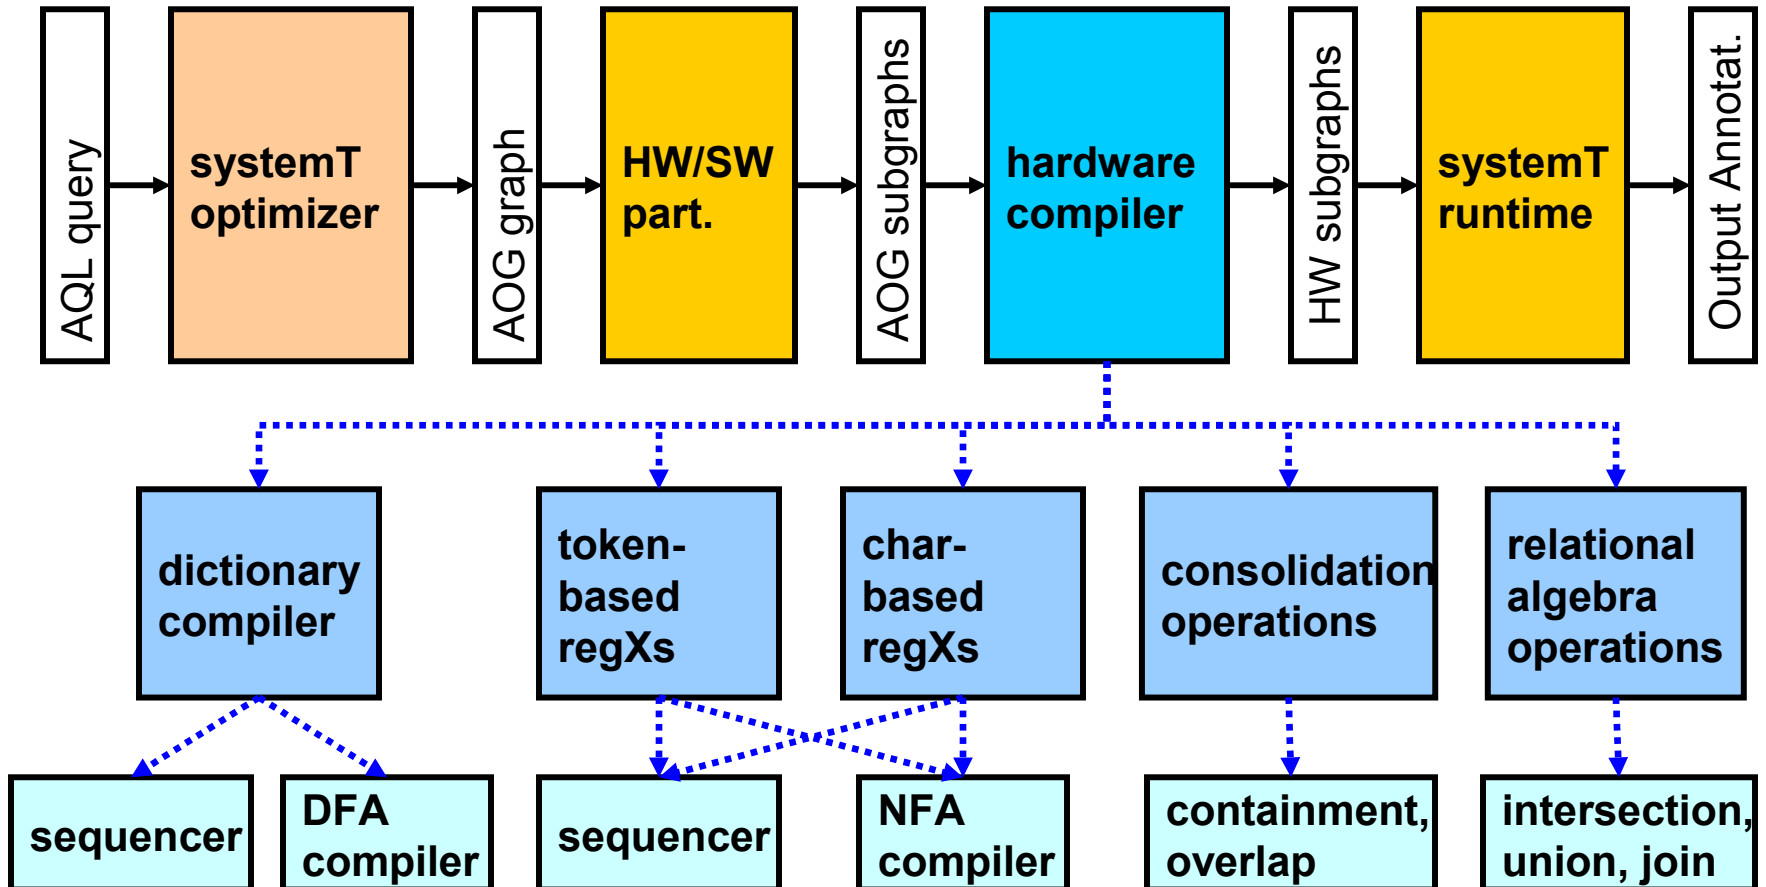 AQL query
systemT
optimizer
AOG graph
HW/SW
part.
AOG subgraphs
hardware
compiler
HW subgraphs
systemT
runtime
Output Annotat.
dictionary
compiler
token-
based
regXs
char-
based
regXs
consolidation
operations
relational
algebra
operations
sequencer
DFA
compiler
sequencer
NFA
compiler
containment,
overlap
intersection,
union, join